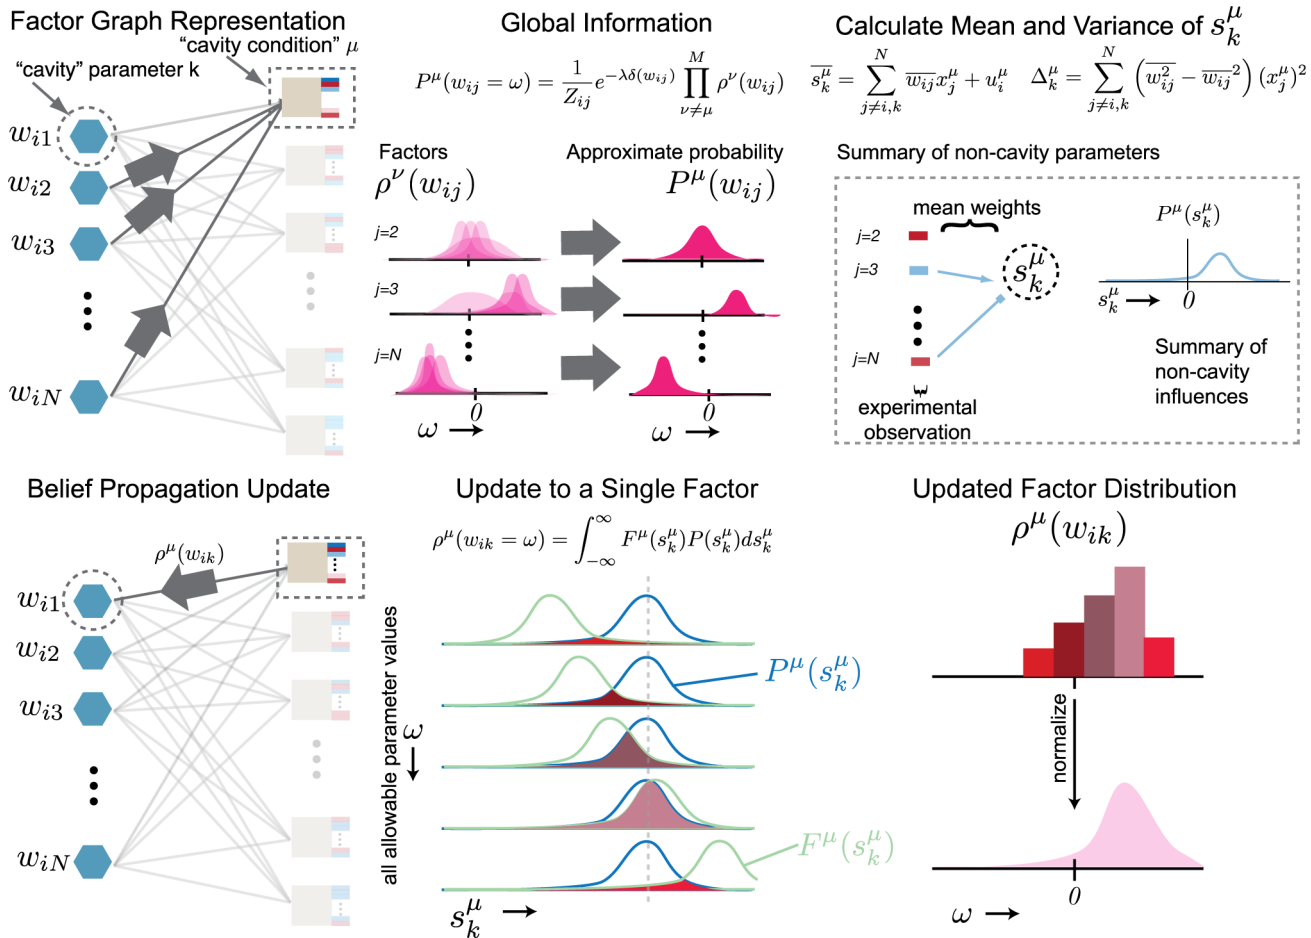 Factor Graph Representation
"cavity condition" μ
"cavity" parameter k
w_{i1}
w_{i2}
w_{i3}
w_{iN}
Global Information
P^μ(w_{ij} = ω) = \frac{1}{Z_{ij}} e^{-λδ(w_{ij})} ∏_{ν≠μ}^{M} ρ^ν(w_{ij})
Factors
ρ^ν(w_{ij})
Approximate probability
P^μ(w_{ij})
j=2
j=3
j=N
0
0
ω
ω
Calculate Mean and Variance of s_k^μ
\overline{s_k^μ} = ∑_{j≠i,k}^{N} \overline{w_{ij}} x_j^μ + u_i^μ
Δ_k^μ = ∑_{j≠i,k}^{N} (\overline{w_{ij}^2} − \overline{w_{ij}}^2) (x_j^μ)^2
Summary of non-cavity parameters
mean weights
j=2
j=3
j=N
s_k^μ
experimental
observation
P^μ(s_k^μ)
s_k^μ
0
Summary of
non-cavity
influences
Belief Propagation Update
ρ^μ(w_{ik})
w_{i1}
w_{i2}
w_{i3}
w_{iN}
Update to a Single Factor
ρ^μ(w_{ik} = ω) = ∫_{-∞}^{∞} F^μ(s_k^μ)P(s_k^μ)ds_k^μ
all allowable parameter values
ω
P^μ(s_k^μ)
F^μ(s_k^μ)
s_k^μ
Updated Factor Distribution
ρ^μ(w_{ik})
normalize
0
ω